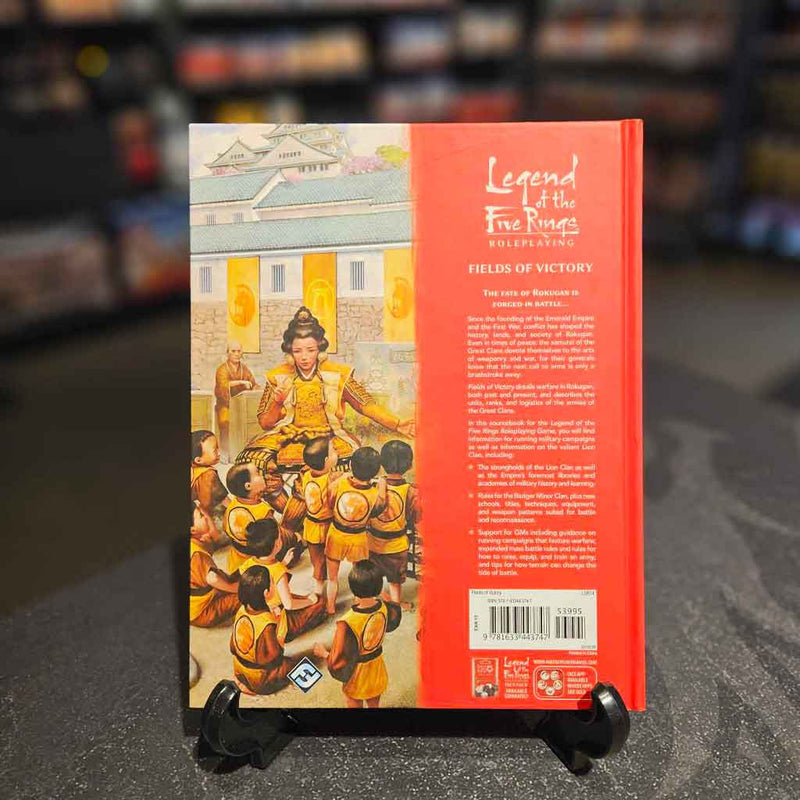 Legend
of the
Five Rings
ROLEPLAYING
FIELDS OF VICTORY
THE FATE OF ROKUGAN IS
FORGED IN BATTLE...
Since the founding of the Emerald Empire
and the First War, conflict has shaped the
history, lands, and society of Rokugan.
Even in times of peace, the samurai of the
Great Clans devote themselves to the arts
of weaponry and war, for their generals
know that the next call to arms is only a
brushstroke away.
Fields of Victory details warfare in Rokugan,
both past and present, and describes the
units, ranks, and logistics of the armies of
the Great Clans.
In this sourcebook for the Legend of the
Five Rings Roleplaying Game, you will find
information for running military campaigns
as well as information on the valiant Lion
Clan, including:
The strongholds of the Lion Clan as well
as the Empire's foremost libraries and
academies of military history and learning.
Rules for the Badger Minor Clan, plus new
schools, titles, techniques, equipment,
and weapon patterns suited for battle
and reconnaissance.
Support for GMs including guidance on
running campaigns that feature warfare;
expanded mass battle rules and rules for
how to raise, equip, and train an army;
and tips for how terrain can change the
tide of battle.
Fields of Victory
53995
9 781633 443747
Legend
of the
Five Rings
AVAILABLE
SEPARATELY
DICE APP
AVAILABLE